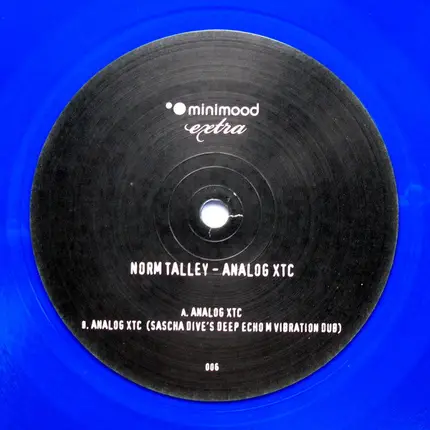 minimood
extra
NORM TALLEY - ANALOG XTC
A. ANALOG XTC
B. ANALOG XTC (SASCHA DIVE'S DEEP ECHO M VIBRATION DUB)
006